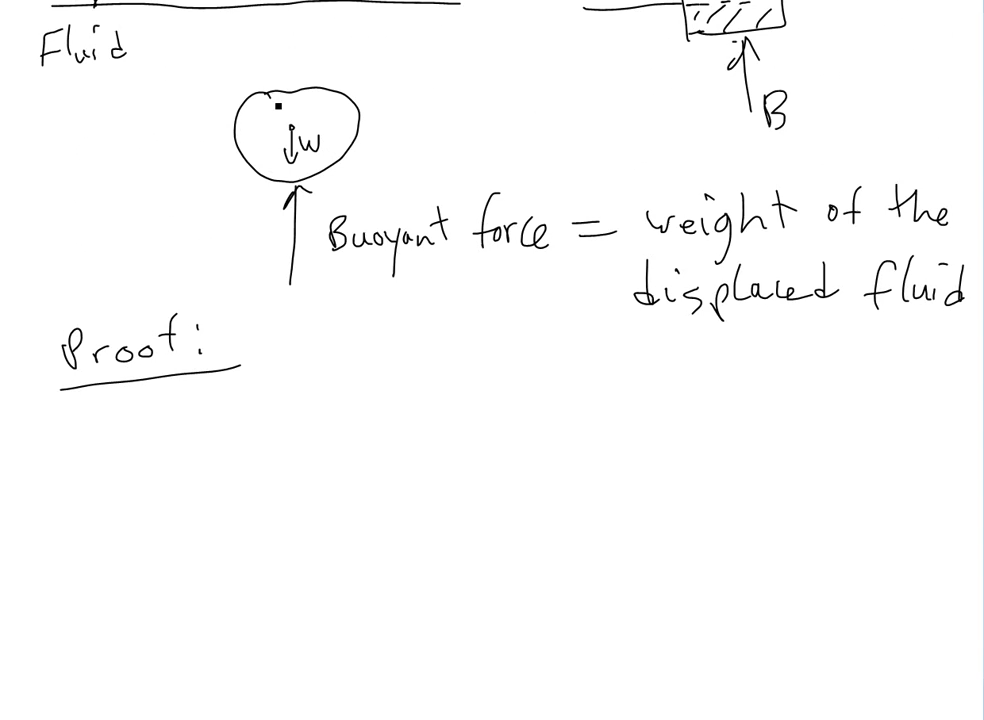 Fluid
B
W
Buoyant force = weight of the
displaced fluid
Proof: